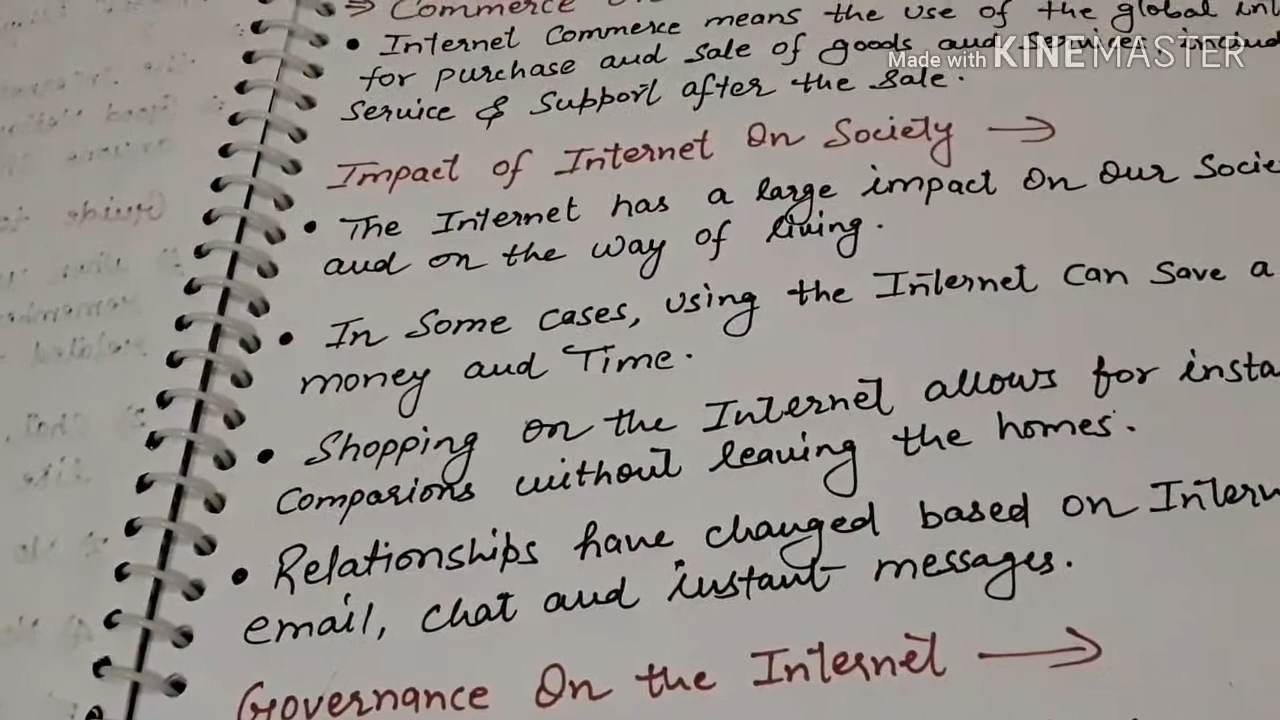 ⇒ Commerce
• Internet Commerce means the use of the global
for purchase and sale of goods and services
service & support after the sale.
Made with KINEMASTER
Impact of Internet On Society →
• The Internet has a large impact on our
and on the way of living.
• In some cases, using the Internet can save a
money and Time.
• Shopping on the Internet allows for
Comparions without leaving the homes.
• Relationships have changed based on
email, chat and instant messages.
Governance On the Internet →